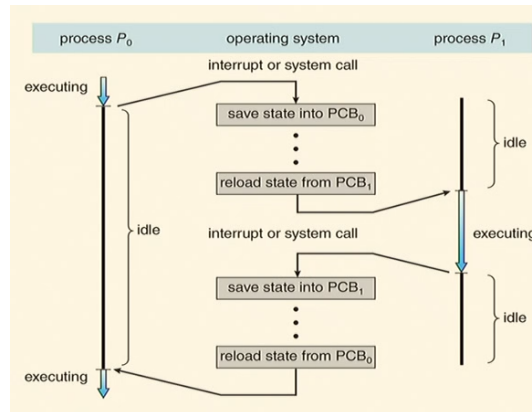 process P₀ operating system process P₁
interrupt or system call
executing
save state into PCB₀
idle
reload state from PCB₁
idle
interrupt or system call
executing
save state into PCB₁
idle
reload state from PCB₀
executing